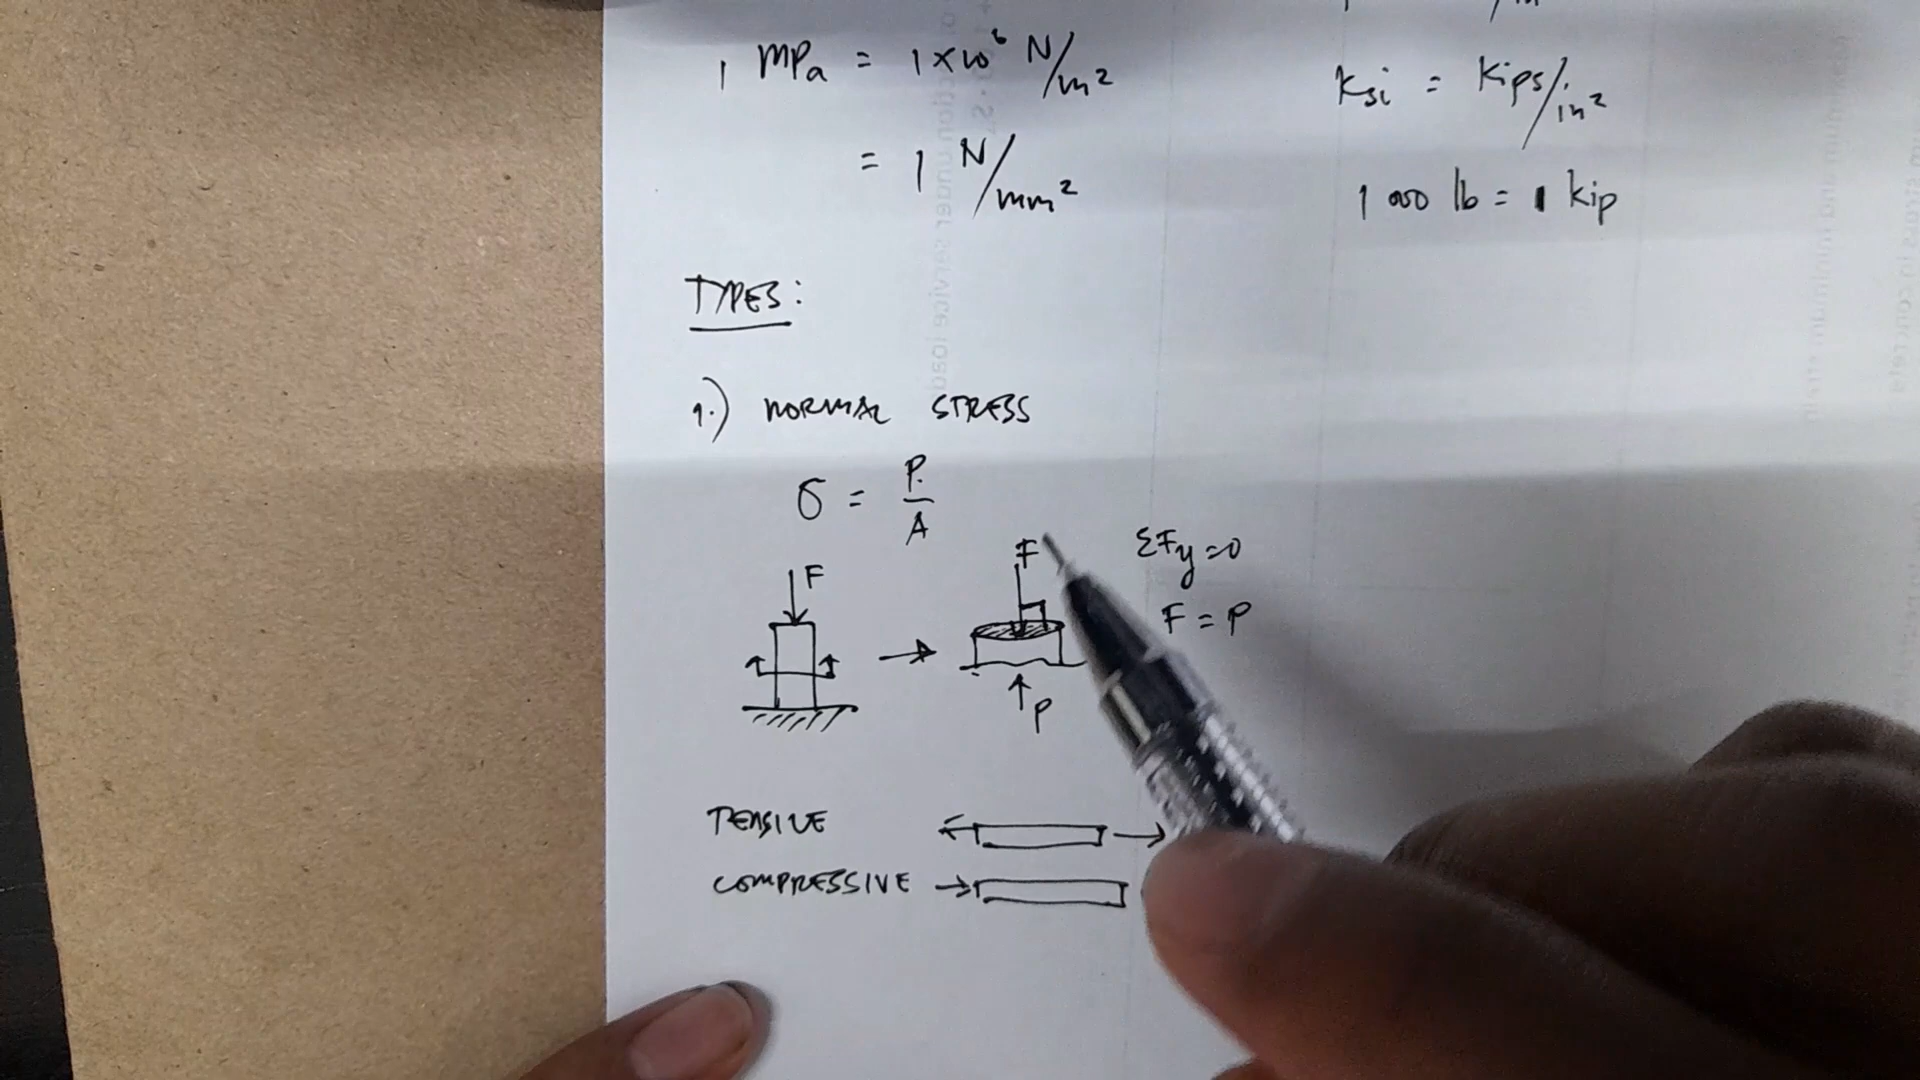 1 MPa = 1×10⁶ N/m²
= 1 N/mm²
ksi = kips/in²
1 000 lb = 1 kip
TYPES:
1.) NORMAL STRESS
σ = P/A
F
F
ΣFy = 0
F = P
P
TENSILE
COMPRESSIVE